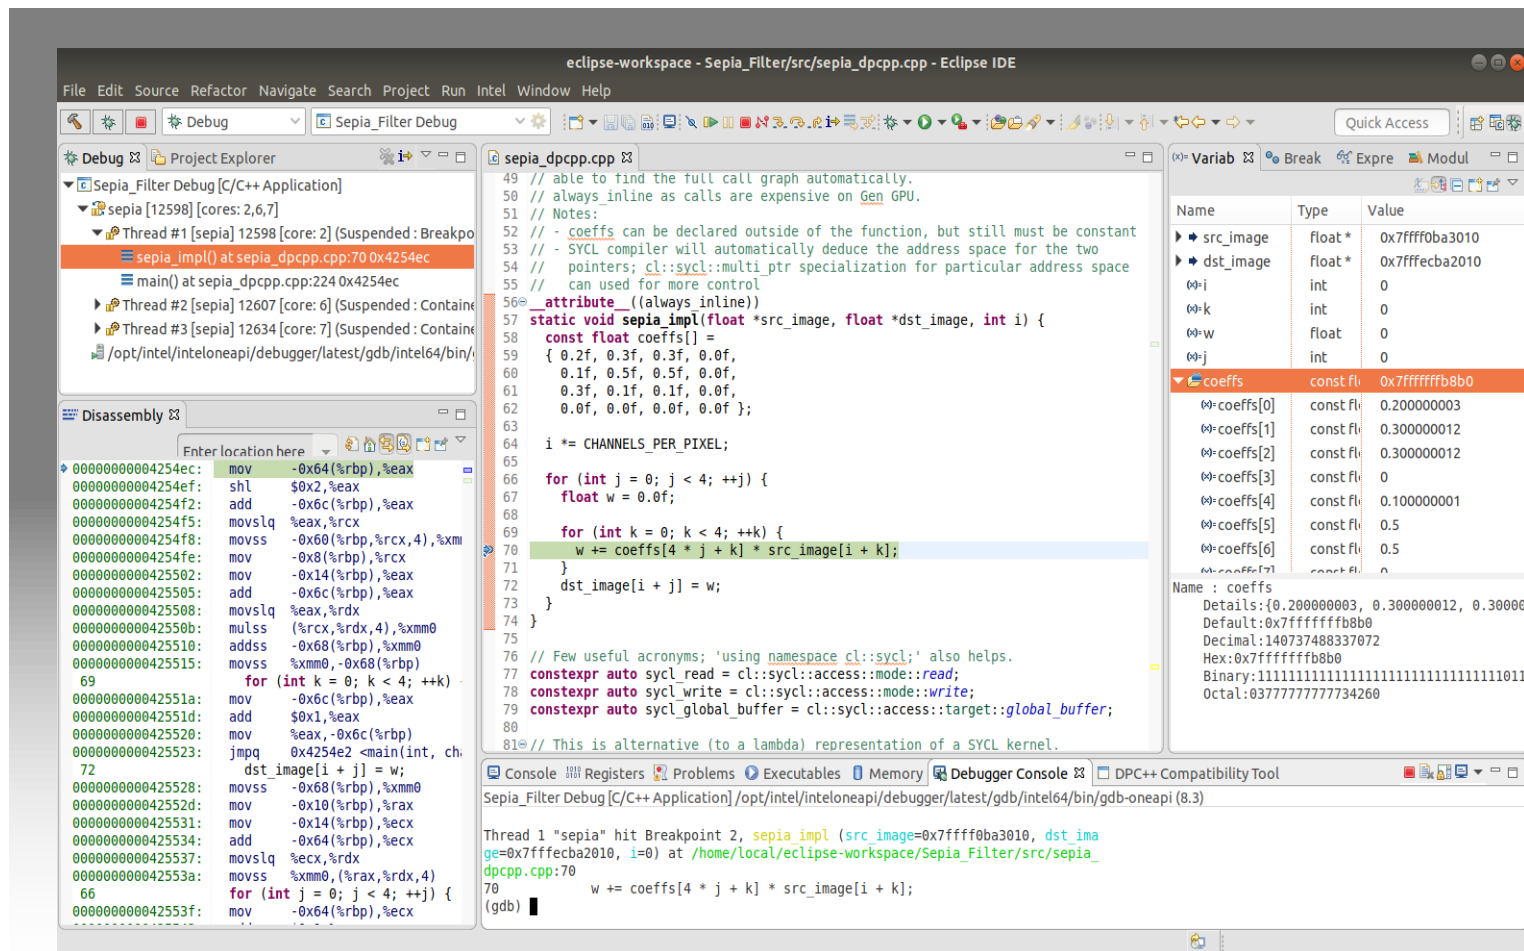 eclipse-workspace - Sepia_Filter/src/sepia_dpcpp.cpp - Eclipse IDE
File Edit Source Refactor Navigate Search Project Run Intel Window Help
Debug
Sepia_Filter Debug
Quick Access
Debug
Project Explorer
Sepia_Filter Debug [C/C++ Application]
sepia [12598] [cores: 2,6,7]
Thread #1 [sepia] 12598 [core: 2] (Suspended : Breakpo
sepia_impl() at sepia_dpcpp.cpp:70 0x4254ec
main() at sepia_dpcpp.cpp:224 0x4254ec
Thread #2 [sepia] 12607 [core: 6] (Suspended : Containe
Thread #3 [sepia] 12634 [core: 7] (Suspended : Containe
/opt/intel/inteloneapi/debugger/latest/gdb/intel64/bin/
Disassembly
Enter location here
00000000004254ec: mov -0x64(%rbp),%eax
00000000004254ef: shl $0x2,%eax
00000000004254f2: add -0x6c(%rbp),%eax
00000000004254f5: movslq %eax,%rcx
00000000004254f8: movss -0x60(%rbp,%rcx,4),%xm
00000000004254fe: mov -0x8(%rbp),%rcx
0000000000425502: mov -0x14(%rbp),%eax
0000000000425505: add -0x6c(%rbp),%eax
0000000000425508: movslq %eax,%rdx
000000000042550b: mulss (%rcx,%rdx,4),%xmm0
0000000000425510: addss -0x68(%rbp),%xmm0
0000000000425515: movss %xmm0,-0x68(%rbp)
69 for (int k = 0; k < 4; ++k)
000000000042551a: mov -0x6c(%rbp),%eax
000000000042551d: add $0x1,%eax
0000000000425520: mov %eax,-0x6c(%rbp)
0000000000425523: jmpq 0x4254e2 <main(int, cha
72 dst_image[i + j] = w;
0000000000425528: movss -0x68(%rbp),%xmm0
000000000042552d: mov -0x10(%rbp),%rax
0000000000425531: mov -0x14(%rbp),%ecx
0000000000425534: add -0x64(%rbp),%ecx
0000000000425537: movslq %ecx,%rdx
000000000042553a: movss %xmm0,(%rax,%rdx,4)
66 for (int j = 0; j < 4; ++j) {
000000000042553f: mov -0x64(%rbp),%ecx
sepia_dpcpp.cpp
49 // able to find the full call graph automatically.
50 // always_inline as calls are expensive on Gen GPU.
51 // Notes:
52 // - coeffs can be declared outside of the function, but still must be constant
53 // - SYCL compiler will automatically deduce the address space for the two
54 //   pointers; cl::sycl::multi_ptr specialization for particular address space
55 //   can used for more control
56 __attribute__((always_inline))
57 static void sepia_impl(float *src_image, float *dst_image, int i) {
58   const float coeffs[] =
59   { 0.2f, 0.3f, 0.3f, 0.0f,
60     0.1f, 0.5f, 0.5f, 0.0f,
61     0.3f, 0.1f, 0.1f, 0.0f,
62     0.0f, 0.0f, 0.0f, 0.0f };
63
64   i *= CHANNELS_PER_PIXEL;
65
66   for (int j = 0; j < 4; ++j) {
67     float w = 0.0f;
68
69     for (int k = 0; k < 4; ++k) {
70       w += coeffs[4 * j + k] * src_image[i + k];
71     }
72     dst_image[i + j] = w;
73   }
74 }
75
76 // Few useful acronyms; 'using namespace cl::sycl;' also helps.
77 constexpr auto sycl_read = cl::sycl::access::mode::read;
78 constexpr auto sycl_write = cl::sycl::access::mode::write;
79 constexpr auto sycl_global_buffer = cl::sycl::access::target::global_buffer;
80
81 // This is alternative (to a lambda) representation of a SYCL kernel.
Variab Break Expre Modul
Name Type Value
src_image float * 0x7ffff0ba3010
dst_image float * 0x7fffecba2010
i int 0
k int 0
w float 0
j int 0
coeffs const fl 0x7fffffffb8b0
coeffs[0] const fl 0.200000003
coeffs[1] const fl 0.300000012
coeffs[2] const fl 0.300000012
coeffs[3] const fl 0
coeffs[4] const fl 0.100000001
coeffs[5] const fl 0.5
coeffs[6] const fl 0.5
coeffs[7] const fl 0
Name : coeffs
Details:{0.200000003, 0.300000012, 0.30000
Default:0x7fffffffb8b0
Decimal:140737488337072
Hex:0x7fffffffb8b0
Binary:11111111111111111111111111111011
Octal:03777777777734260
Console Registers Problems Executables Memory Debugger Console DPC++ Compatibility Tool
Sepia_Filter Debug [C/C++ Application] /opt/intel/inteloneapi/debugger/latest/gdb/intel64/bin/gdb-oneapi (8.3)
Thread 1 "sepia" hit Breakpoint 2, sepia_impl (src_image=0x7ffff0ba3010, dst_ima
ge=0x7fffecba2010, i=0) at /home/local/eclipse-workspace/Sepia_Filter/src/sepia_
dpcpp.cpp:70
70 w += coeffs[4 * j + k] * src_image[i + k];
(gdb)